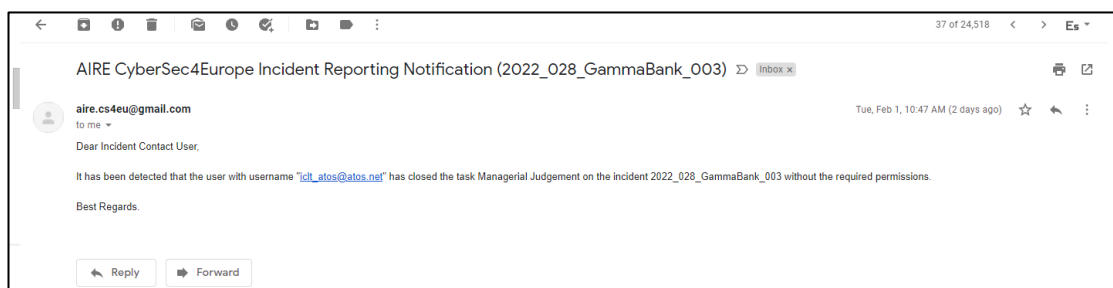 37 of 24,518
Es
AIRE CyberSec4Europe Incident Reporting Notification (2022_028_GammaBank_003)
Inbox x
aire.cs4eu@gmail.com
Tue, Feb 1, 10:47 AM (2 days ago)
to me
Dear Incident Contact User,
It has been detected that the user with username "iclt_atos@atos.net" has closed the task Managerial Judgement on the incident 2022_028_GammaBank_003 without the required permissions.
Best Regards.
Reply
Forward